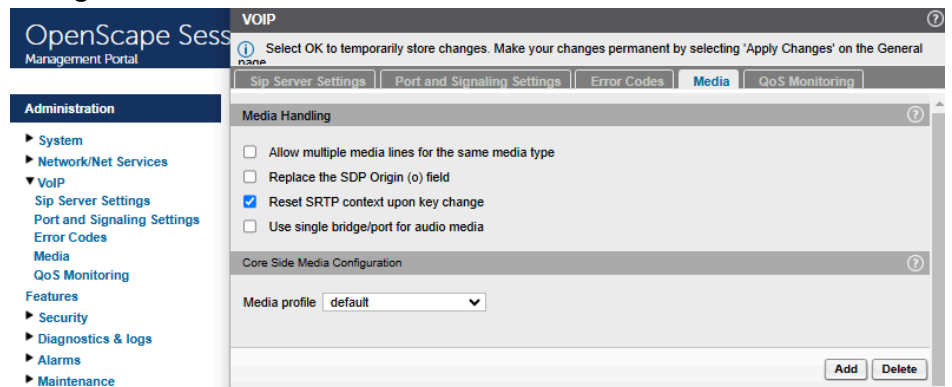 OpenScape Sess
Management Portal
Administration
System
Network/Net Services
VoIP
Sip Server Settings
Port and Signaling Settings
Error Codes
Media
QoS Monitoring
Features
Security
Diagnostics & logs
Alarms
Maintenance
VOIP
Select OK to temporarily store changes. Make your changes permanent by selecting 'Apply Changes' on the General
page
Sip Server Settings Port and Signaling Settings Error Codes Media QoS Monitoring
Media Handling
Allow multiple media lines for the same media type
Replace the SDP Origin (o) field
Reset SRTP context upon key change
Use single bridge/port for audio media
Core Side Media Configuration
Media profile default
Add Delete